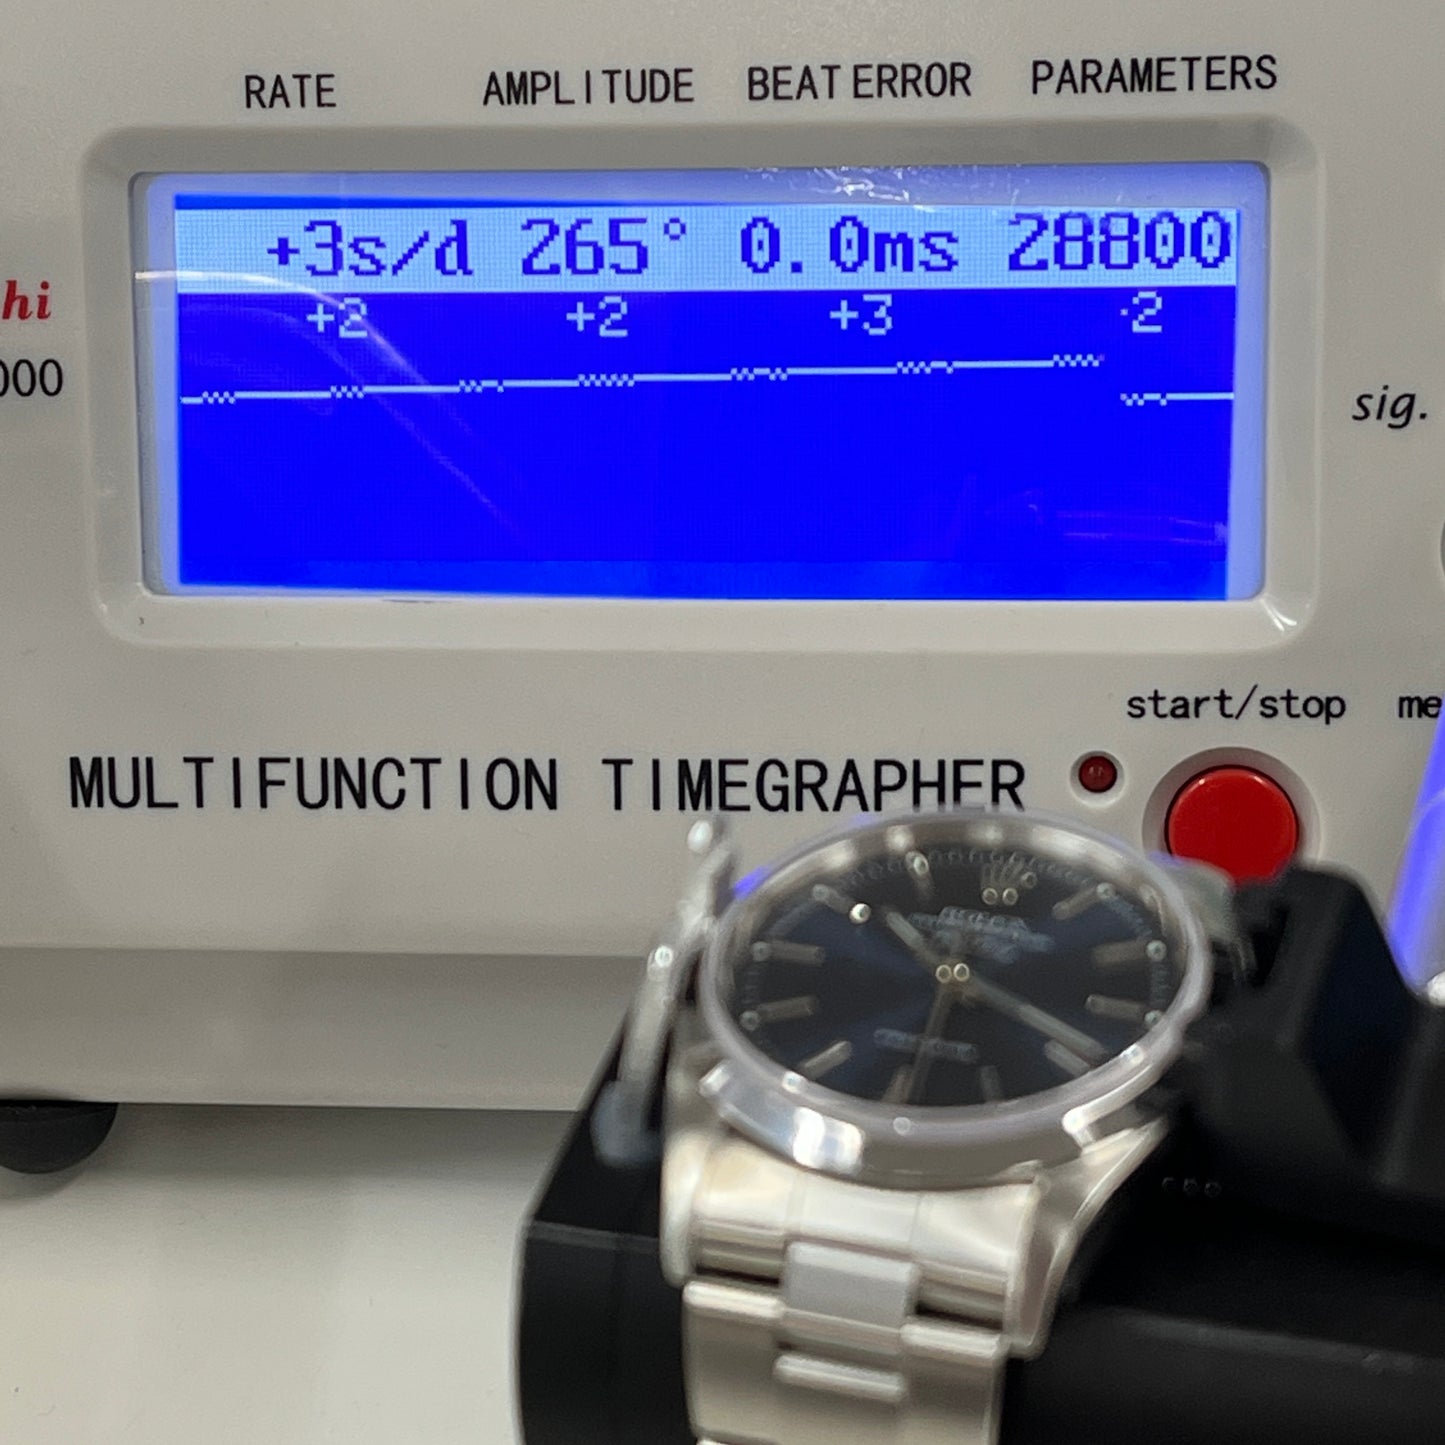 RATE AMPLITUDE BEAT ERROR PARAMETERS
+3s/d 265° 0.0ms 28800
+2 +2 +3 ·2
hi
000
sig.
start/stop me
MULTIFUNCTION TIMEGRAPHER